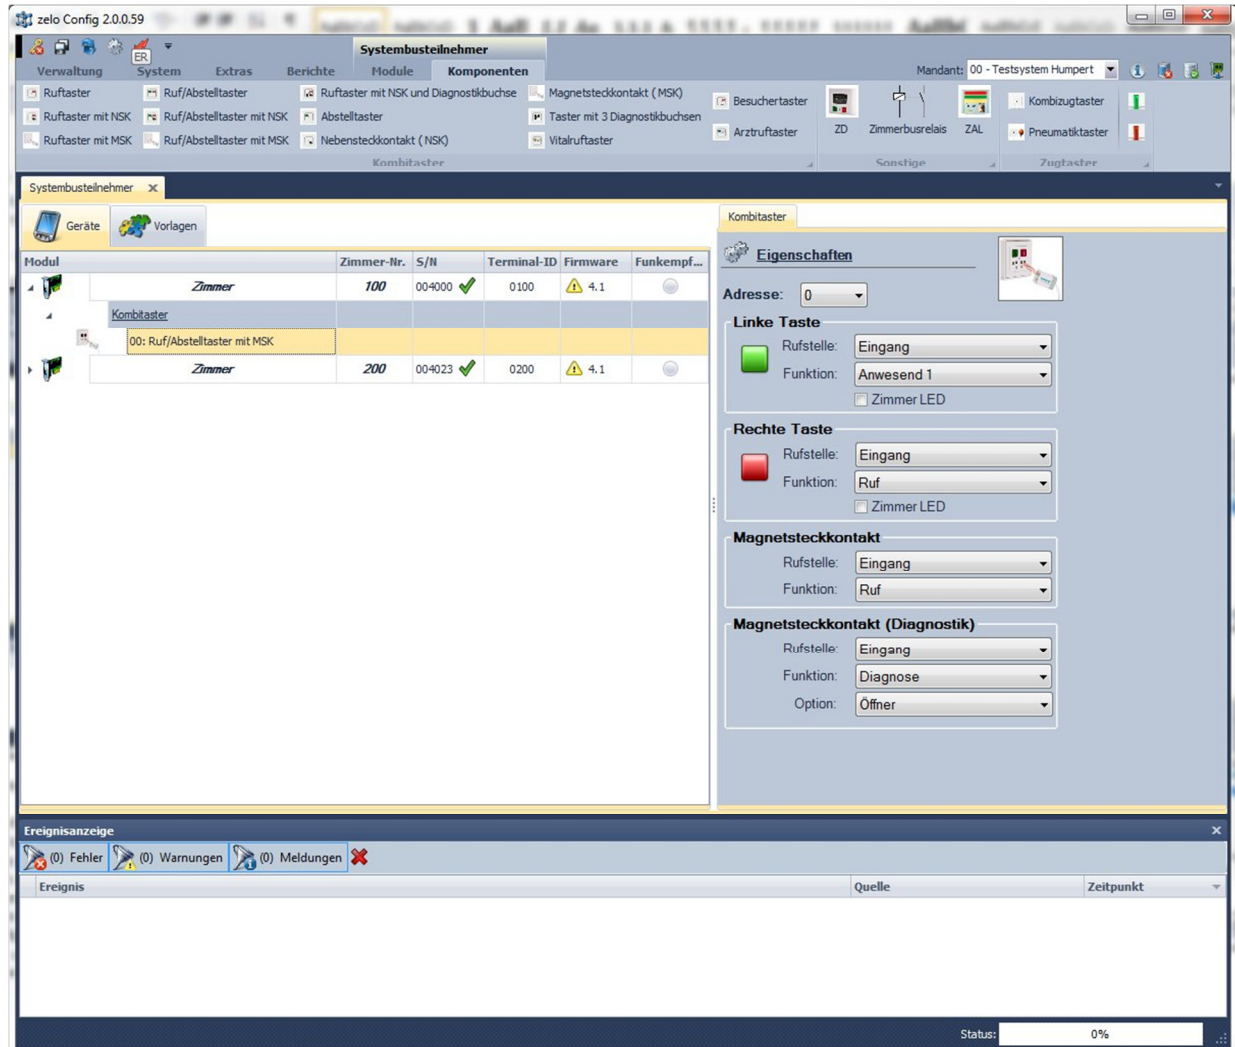 zelo Config 2.0.0.59
ER
Systembusteilnehmer
Verwaltung System Extras Berichte Module Komponenten
Mandant: 00 - Testsystem Humpert
Ruftaster Ruf/Abstelltaster Ruftaster mit NSK und Diagnostikbuchse Magnetsteckkontakt ( MSK)
Ruftaster mit NSK Ruf/Abstelltaster mit NSK Abstelltaster Taster mit 3 Diagnostikbuchsen
Ruftaster mit MSK Ruf/Abstelltaster mit MSK Nebensteckkontakt ( NSK) Vitalruftaster
Besuchertaster
Arztruftaster
ZD Zimmerbusrelais ZAL
Kombizugtaster
Pneumatiktaster
Kombitaster Sonstige Zugtaster
Systembusteilnehmer
Geräte Vorlagen
Modul Zimmer-Nr. S/N Terminal-ID Firmware Funkempf...
Zimmer 100 004000 0100 4.1
Kombitaster
00: Ruf/Abstelltaster mit MSK
Zimmer 200 004023 0200 4.1
Kombitaster
Eigenschaften
Adresse: 0
Linke Taste
Rufstelle: Eingang
Funktion: Anwesend 1
Zimmer LED
Rechte Taste
Rufstelle: Eingang
Funktion: Ruf
Zimmer LED
Magnetsteckkontakt
Rufstelle: Eingang
Funktion: Ruf
Magnetsteckkontakt (Diagnostik)
Rufstelle: Eingang
Funktion: Diagnose
Option: Öffner
Ereignisanzeige
(0) Fehler (0) Warnungen (0) Meldungen
Ereignis Quelle Zeitpunkt
Status: 0%